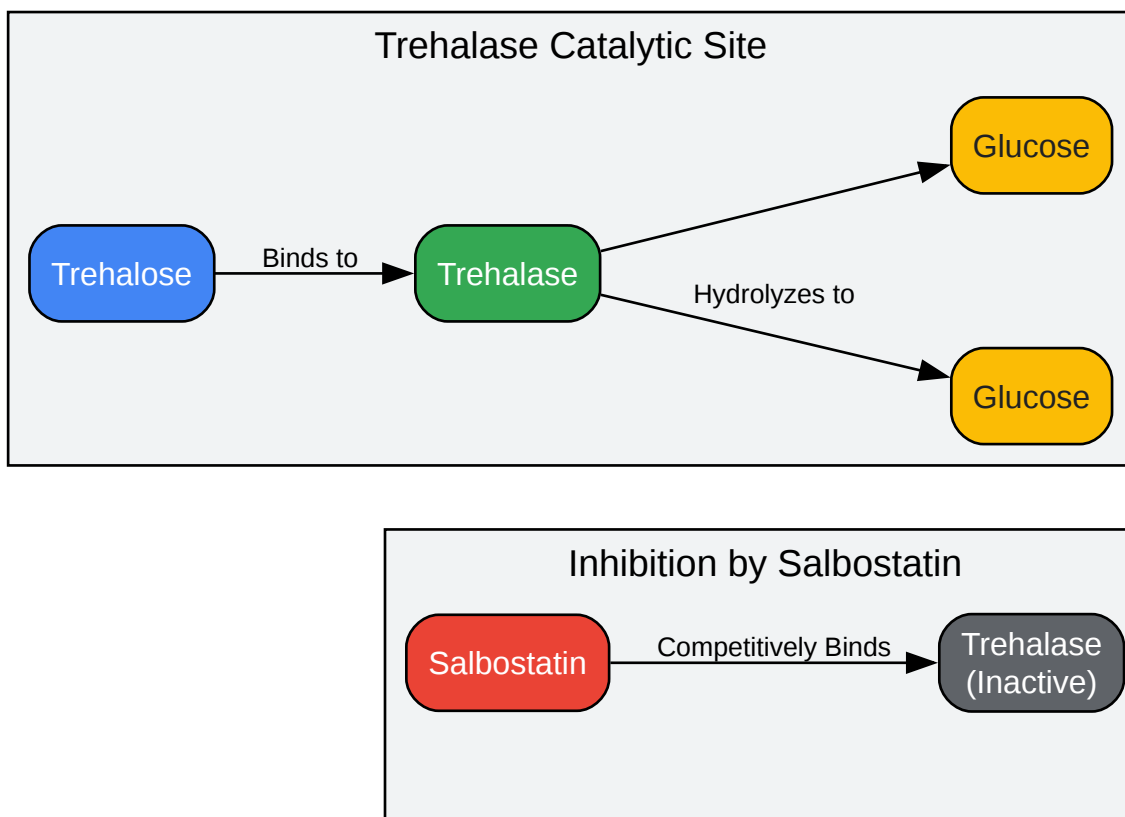 Trehalase Catalytic Site
Glucose
Trehalose
Binds to
Trehalase
Hydrolyzes to
Glucose
Inhibition by Salbostatin
Salbostatin
Competitively Binds
Trehalase
(Inactive)